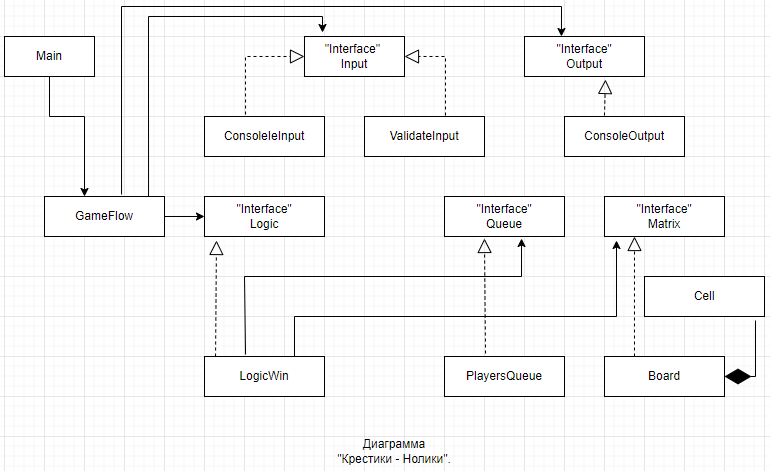 Main
"Interface"
Input
"Interface"
Output
ConsoleIeInput
ValidateInput
ConsoleOutput
GameFlow
"Interface"
Logic
"Interface"
Queue
"Interface"
Matrix
Cell
LogicWin
PlayersQueue
Board
Диаграмма
"Крестики - Нолики".